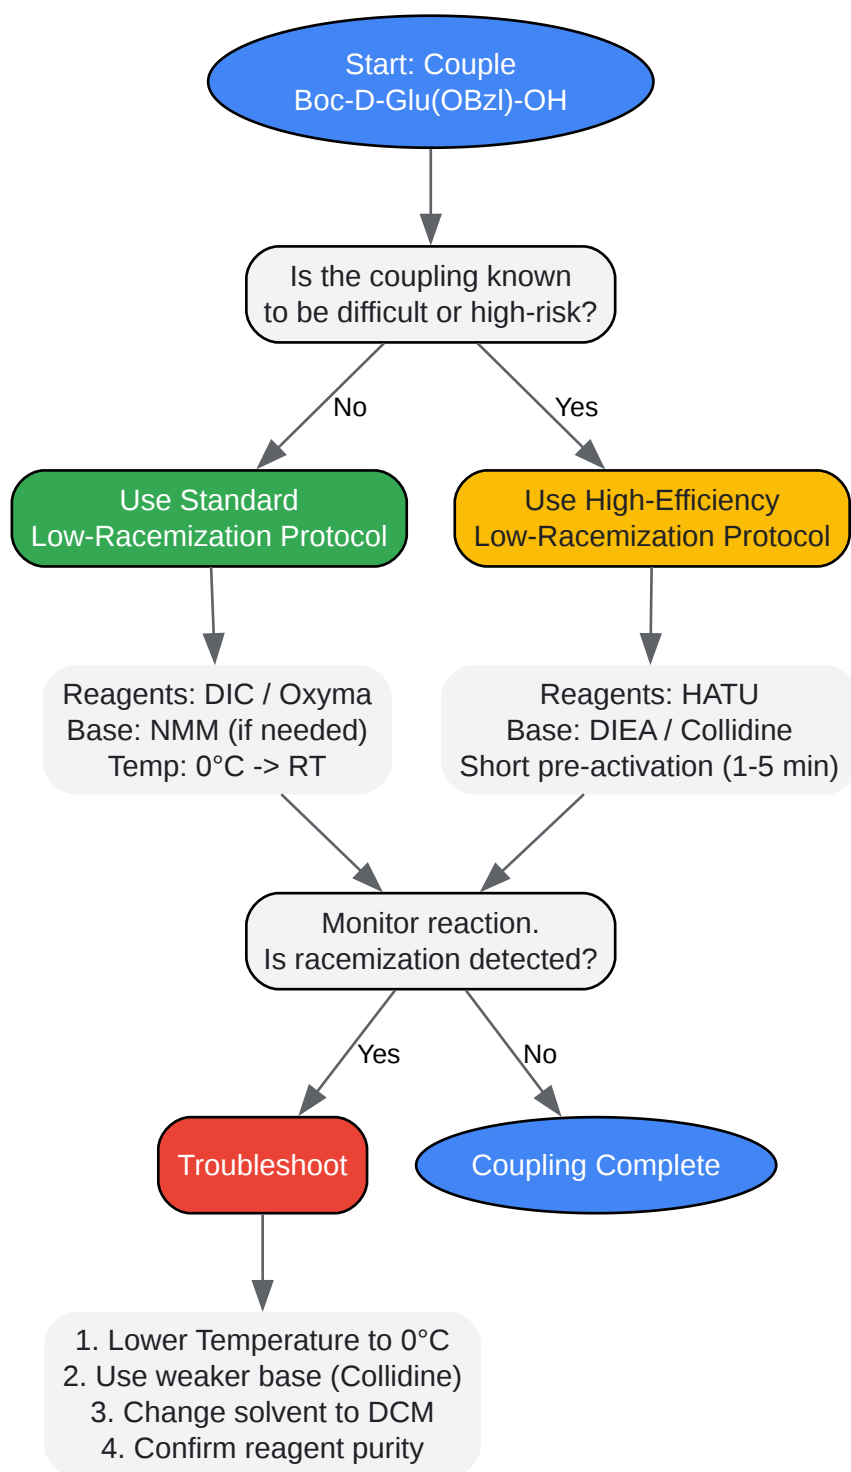 Start: Couple
Boc-D-Glu(OBzl)-OH
Is the coupling known
to be difficult or high-risk?
No
Yes
Use Standard
Low-Racemization Protocol
Use High-Efficiency
Low-Racemization Protocol
Reagents: DIC / Oxyma
Base: NMM (if needed)
Temp: 0°C -> RT
Reagents: HATU
Base: DIEA / Collidine
Short pre-activation (1-5 min)
Monitor reaction.
Is racemization detected?
Yes
No
Troubleshoot
Coupling Complete
1. Lower Temperature to 0°C
2. Use weaker base (Collidine)
3. Change solvent to DCM
4. Confirm reagent purity